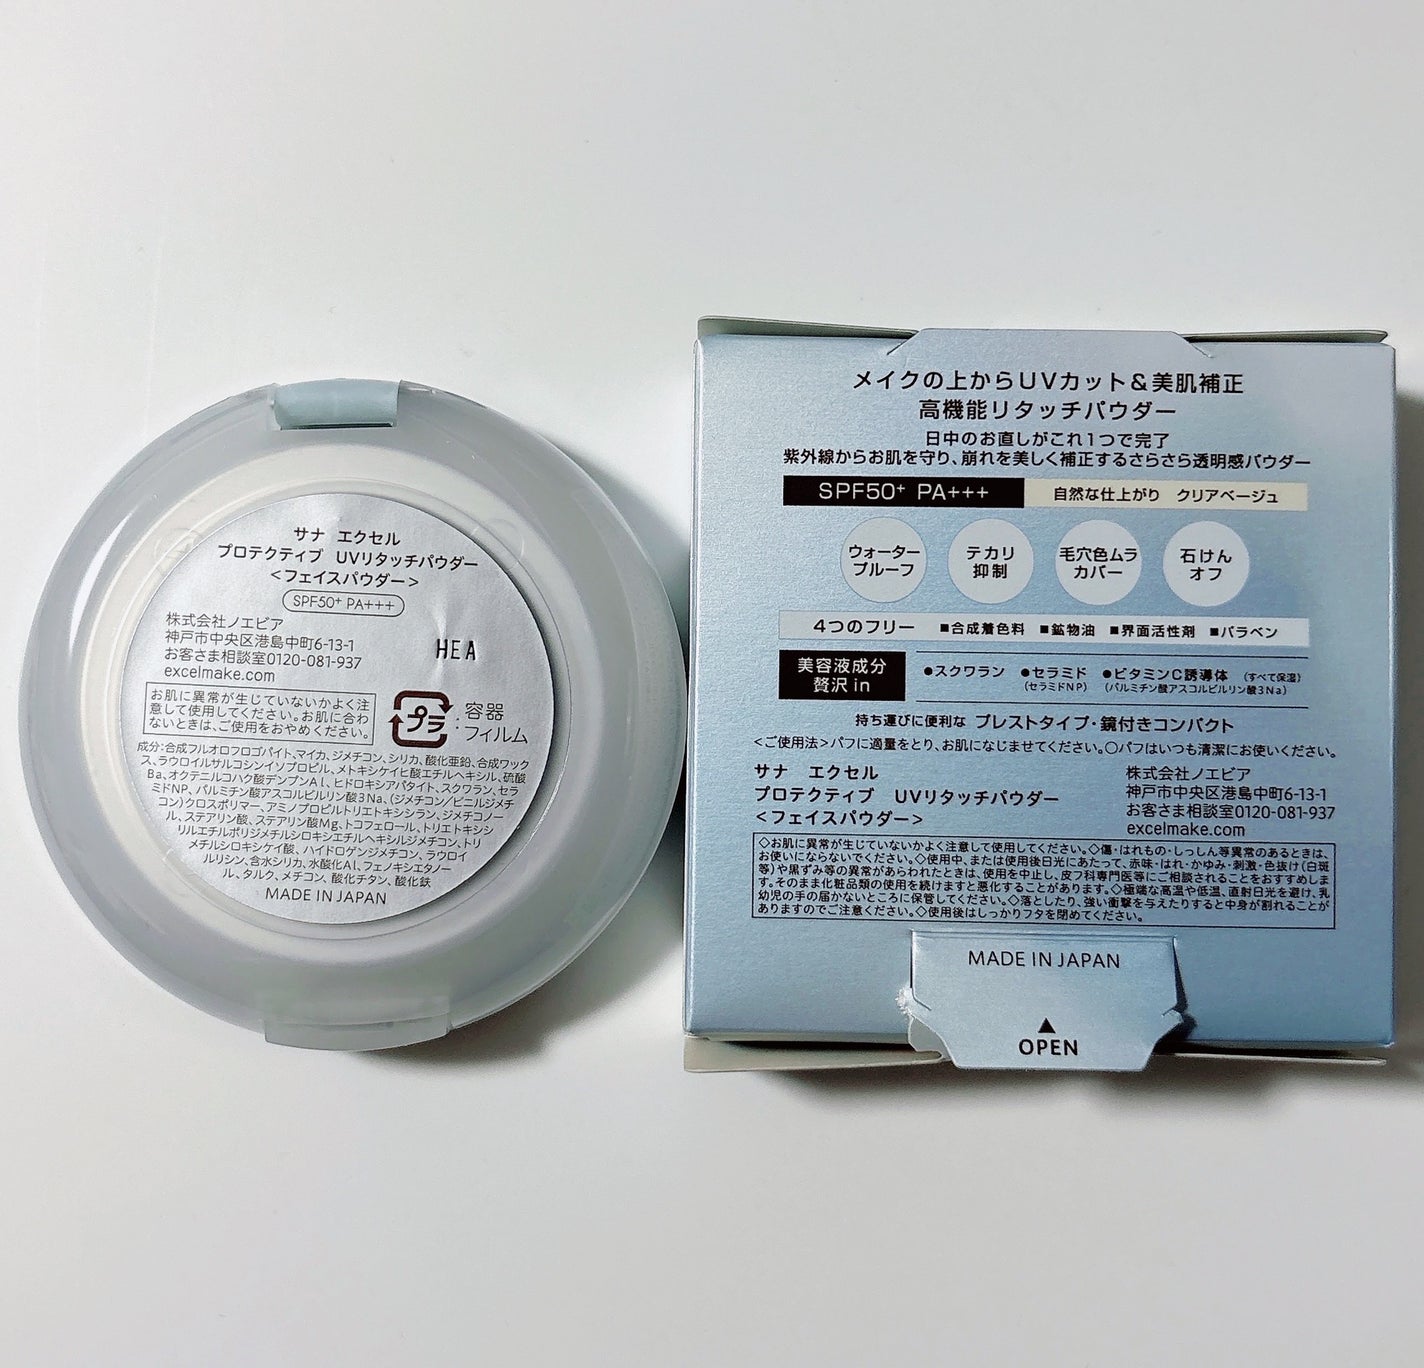 サナ エクセル
プロテクティブ UVリタッチパウダー
<フェイスパウダー>
SPF50⁺ PA+++
株式会社ノエビア
神戸市中央区港島中町6-13-1
お客さま相談室0120-081-937
excelmake.com
HEA
お肌に異常が生じていないかよく注
意して使用してください。お肌に合わ
ないときは、ご使用をおやめください。
プラ
:容器
フィルム
成分:合成フルオロフロゴパイト、マイカ、ジメチコン、シリカ、酸化亜鉛、合成ワック
ス、ラウロイルサルコシンイソプロピル、メトキシケイヒ酸エチルヘキシル、硫酸
Ba、オクテニルコハク酸デンプンAl、ヒドロキシアパタイト、スクワラン、セラ
ミドNP、パルミチン酸アスコルビルリン酸3Na、(ジメチコン/ビニルジメチ
コン)クロスポリマー、アミノプロピルトリエトキシシラン、ジメチコノー
ル、ステアリン酸、ステアリン酸Mg、トコフェロール、トリエトキシシ
リルエチルポリジメチルシロキシエチルヘキシルジメチコン、トリ
メチルシロキシケイ酸、ハイドロゲンジメチコン、ラウロイ
ルリシン、含水シリカ、水酸化Al、フェノキシエタノー
ル、タルク、メチコン、酸化チタン、酸化鉄
MADE IN JAPAN
メイクの上からUVカット&美肌補正
高機能リタッチパウダー
日中のお直しがこれ1つで完了
紫外線からお肌を守り、崩れを美しく補正するさらさら透明感パウダー
SPF50⁺ PA+++ 自然な仕上がり クリアベージュ
ウォーター
プルーフ
テカリ
抑制
毛穴色ムラ
カバー
石けん
オフ
4つのフリー ■合成着色料 ■鉱物油 ■界面活性剤 ■パラベン
美容液成分
贅沢 in
●スクワラン ●セラミド ●ビタミンC誘導体 (すべて保湿)
(セラミドNP) (パルミチン酸アスコルビルリン酸3Na)
持ち運びに便利な プレストタイプ・鏡付きコンパクト
<ご使用法>パフに適量をとり、お肌になじませてください。○パフはいつも清潔にお使いください。
サナ エクセル
プロテクティブ UVリタッチパウダー
<フェイスパウダー>
株式会社ノエビア
神戸市中央区港島中町6-13-1
お客さま相談室0120-081-937
excelmake.com
◇お肌に異常が生じていないかよく注意して使用してください。◇傷・はれもの・しっしん等異常のあるときは、
お使いにならないでください。◇使用中、または使用後日光にあたって、赤味・はれ・かゆみ・刺激・色抜け(白斑
等)や黒ずみ等の異常があらわれたときは、使用を中止し、皮フ科専門医等にご相談されることをおすすめしま
す。そのまま化粧品類の使用を続けますと悪化することがあります。◇極端な高温や低温、直射日光を避け、乳
幼児の手の届かないところに保管してください。◇落としたり、強い衝撃を与えたりすると中身が割れることが
ありますのでご注意ください。◇使用後はしっかりフタを閉めてください。
MADE IN JAPAN
▲
OPEN